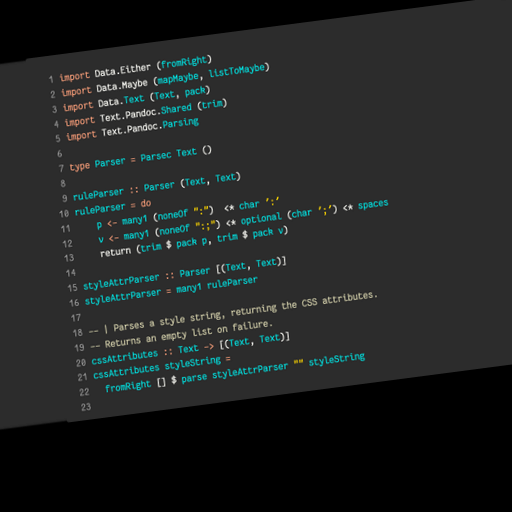 1 import Data.Either (fromRight)
2 import Data.Maybe (mapMaybe, listToMaybe)
3 import Data.Text (Text, pack)
4 import Text.Pandoc.Shared (trim)
5 import Text.Pandoc.Parsing
6
7 type Parser = Parsec Text ()
8
9 ruleParser :: Parser (Text, Text)
10 ruleParser = do
11     p <- many1 (noneOf ":")  <* char ':'
12     v <- many1 (noneOf ":;") <* optional (char ';') <* spaces
13     return (trim $ pack p, trim $ pack v)
14
15 styleAttrParser :: Parser [(Text, Text)]
16 styleAttrParser = many1 ruleParser
17
18 -- | Parses a style string, returning the CSS attributes.
19 -- Returns an empty list on failure.
20 cssAttributes :: Text -> [(Text, Text)]
21 cssAttributes styleString =
22   fromRight [] $ parse styleAttrParser "" styleString
23